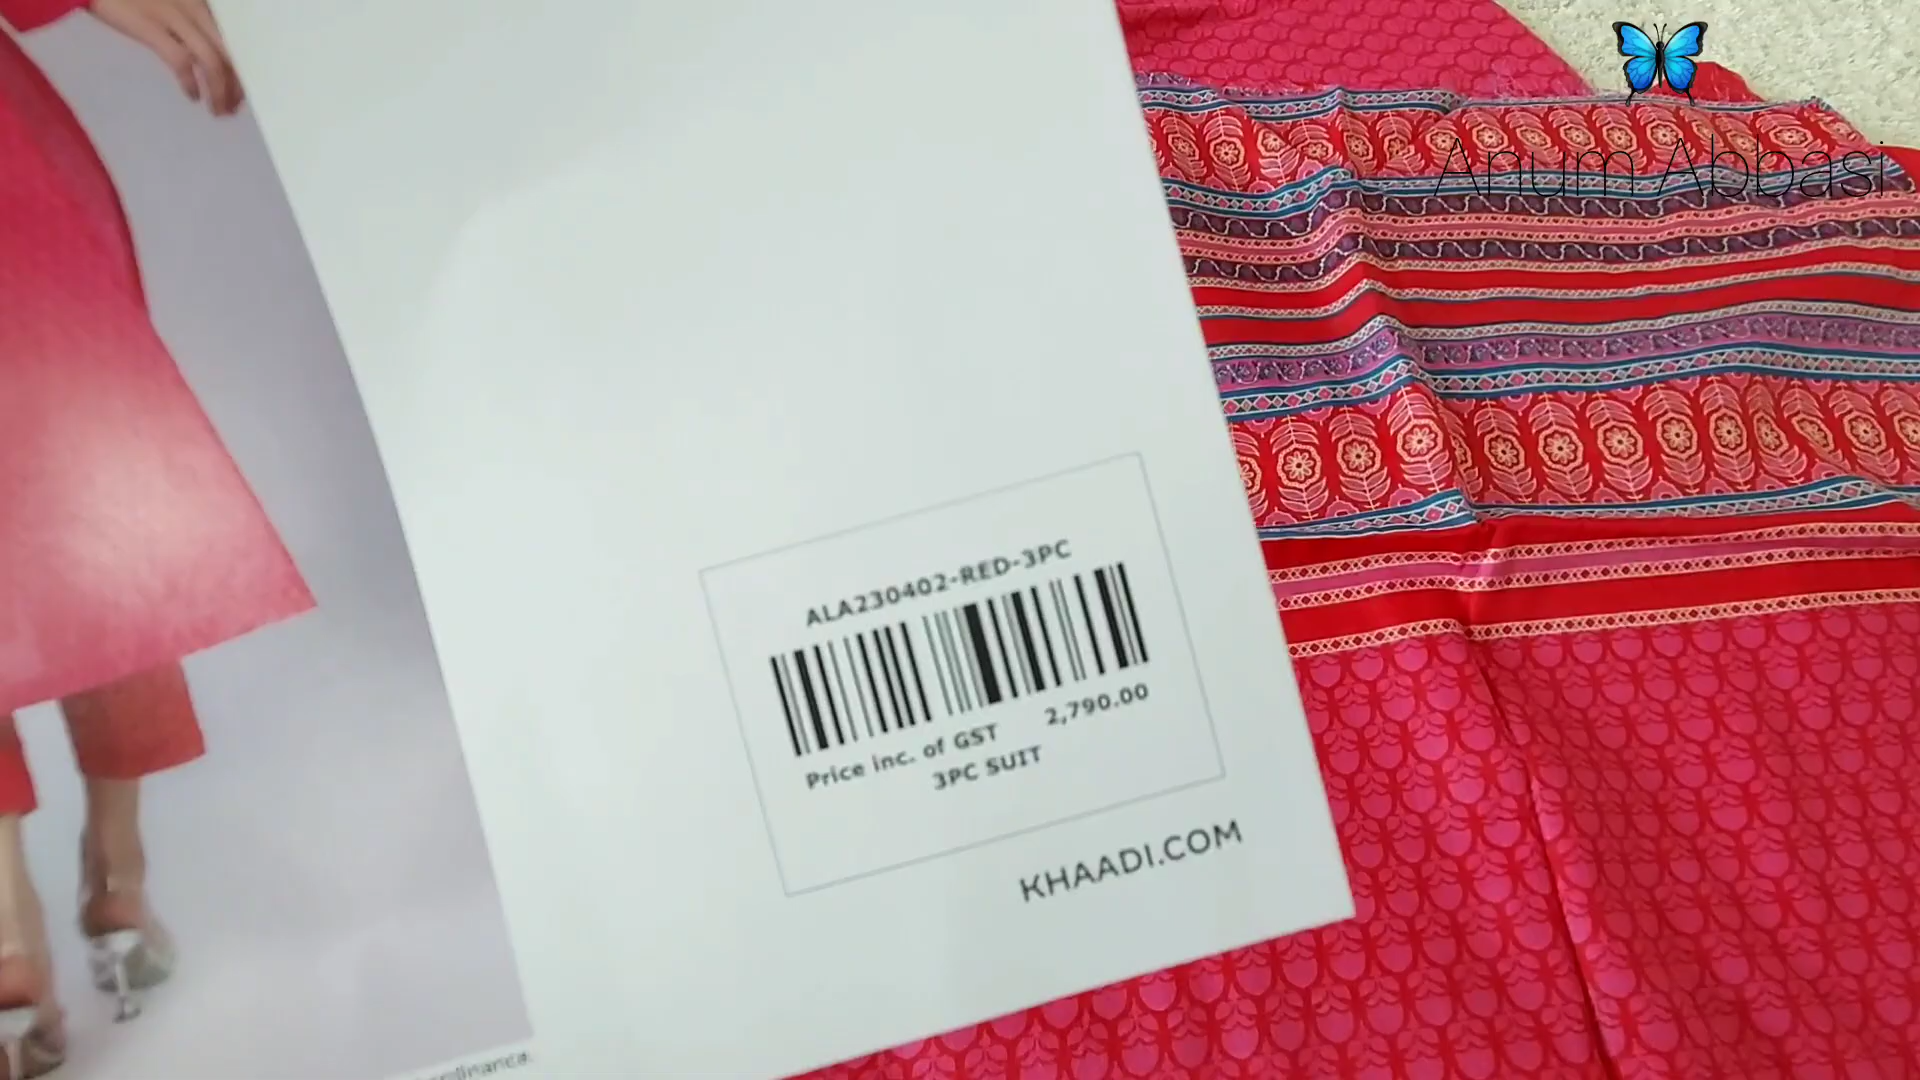 Anum Abbasi
ALA230402-RED-3PC
Price inc. of GST 2,790.00
3PC SUIT
KHAADI.COM